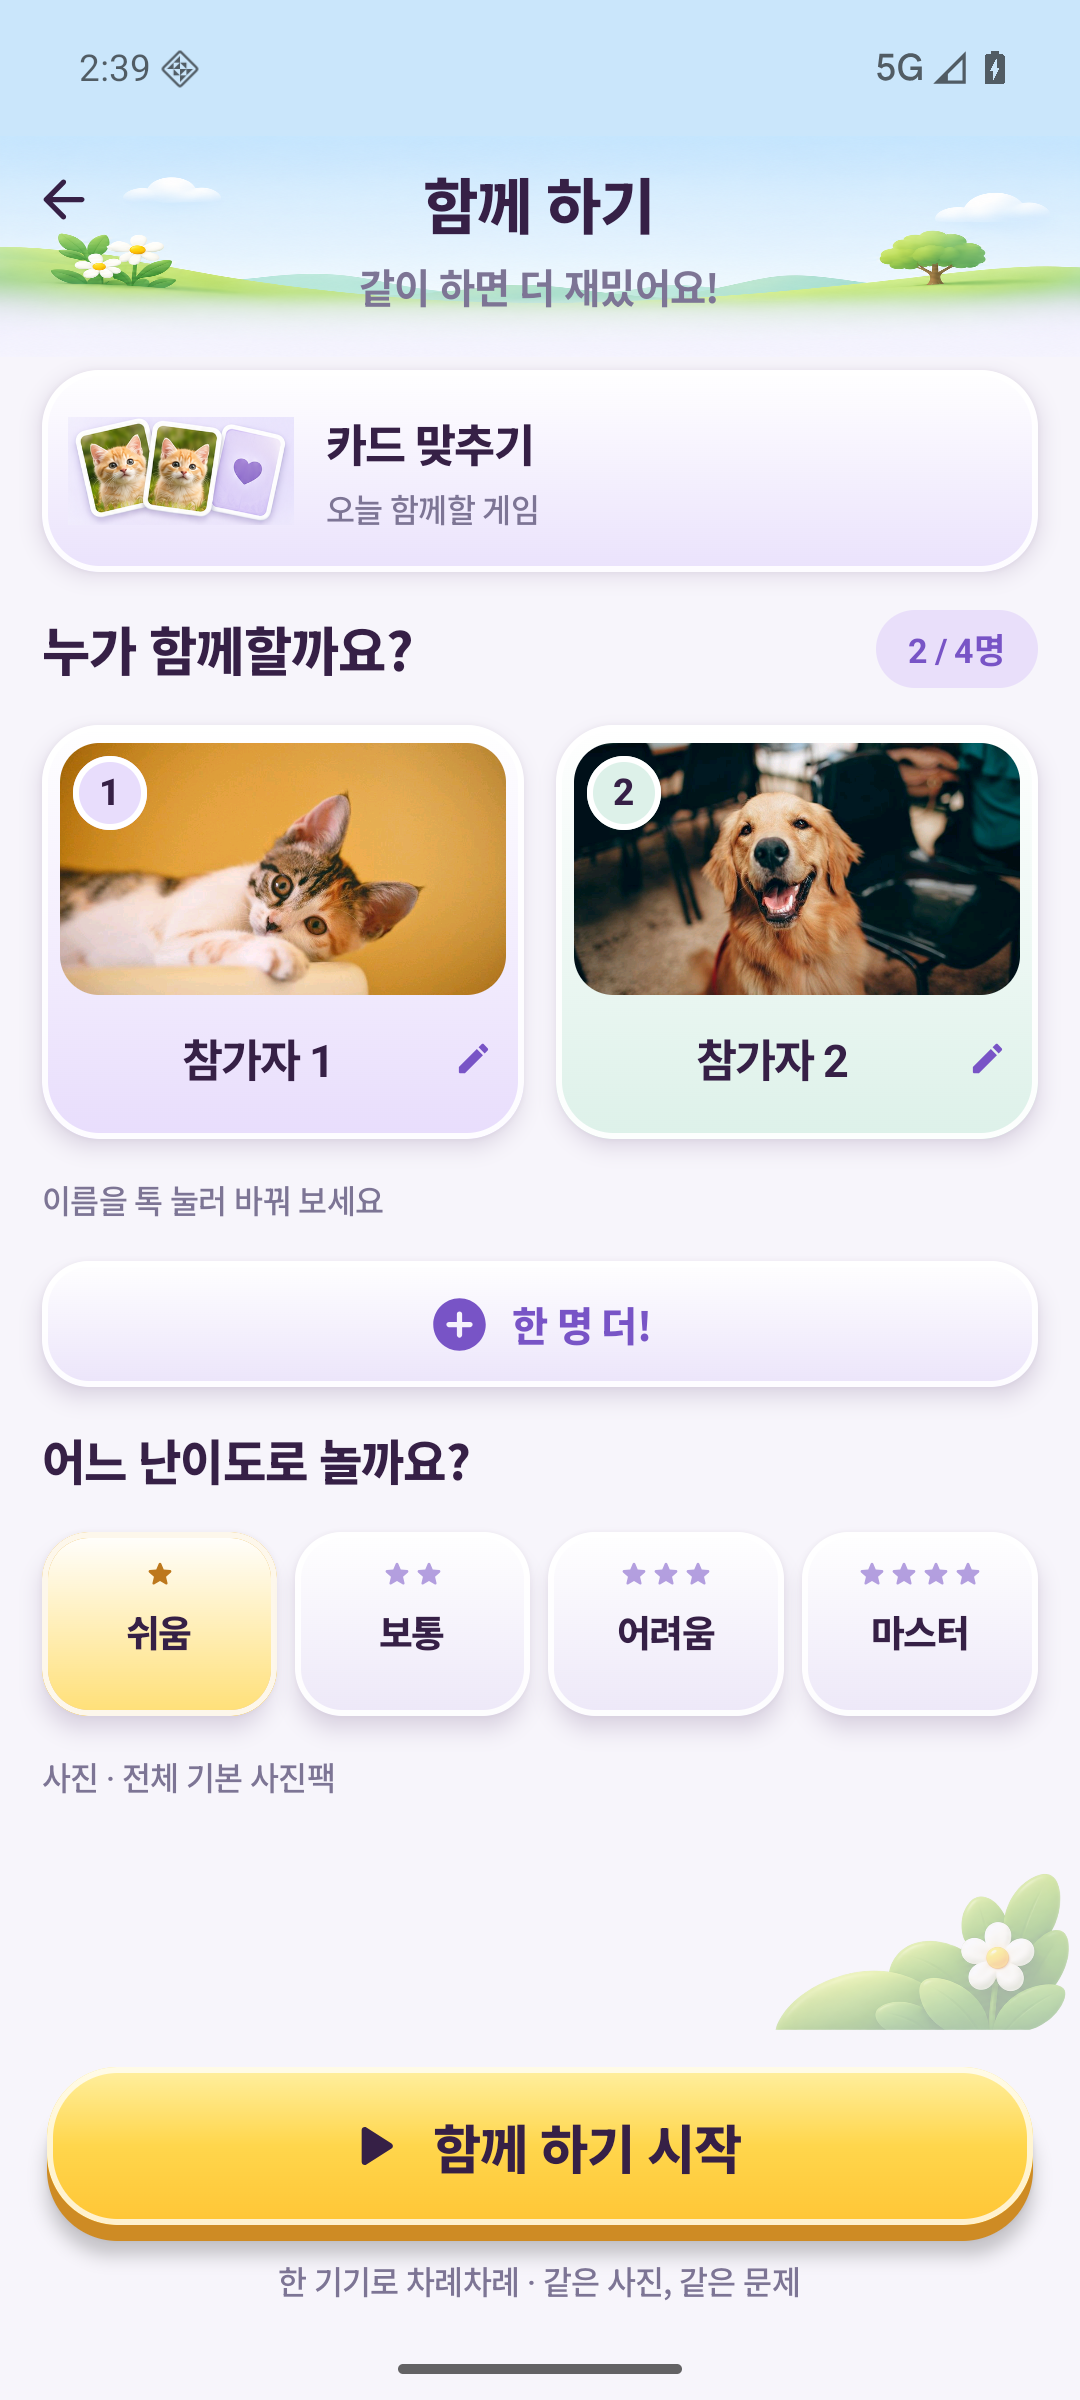 2:39
5G
함께 하기
같이 하면 더 재밌어요!
카드 맞추기
오늘 함께할 게임
누가 함께할까요?
2 / 4명
1
2
참가자 1
참가자 2
이름을 톡 눌러 바꿔 보세요
한 명 더!
어느 난이도로 놀까요?
쉬움
보통
어려움
마스터
사진 · 전체 기본 사진팩
함께 하기 시작
한 기기로 차례차례 · 같은 사진, 같은 문제